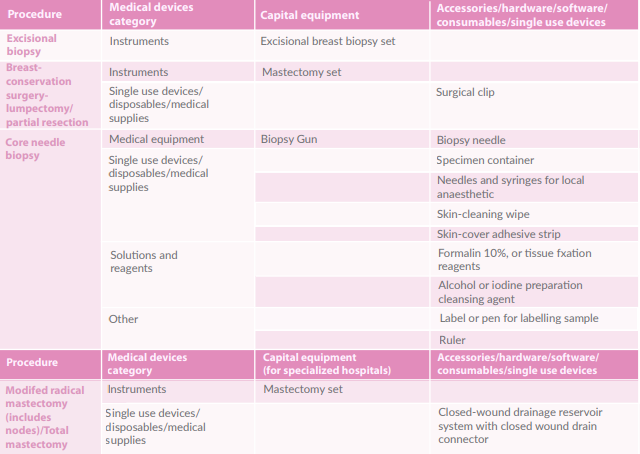 Procedure
Medical devices
category
Capital equipment
Accessories/hardware/software/
consumables/single use devices
Excisional
biopsy
Instruments
Excisional breast biopsy set
Breast-
conservation
surgery-
lumpectomy/
partial resection
Instruments
Mastectomy set
Single use devices/
disposables/medical
supplies
Surgical clip
Core needle
biopsy
Medical equipment
Biopsy Gun
Biopsy needle
Single use devices/
disposables/medical
supplies
Specimen container
Needles and syringes for local
anaesthetic
Skin-cleaning wipe
Skin-cover adhesive strip
Solutions and
reagents
Formalin 10%, or tissue fxation
reagents
Alcohol or iodine preparation
cleansing agent
Other
Label or pen for labelling sample
Ruler
Procedure
Medical devices
category
Capital equipment
(for specialized hospitals)
Accessories/hardware/software/
consumables/single use devices
Modifed radical
mastectomy
(includes
nodes)/Total
mastectomy
Instruments
Mastectomy set
Single use devices/
disposables/medical
supplies
Closed-wound drainage reservoir
system with closed wound drain
connector